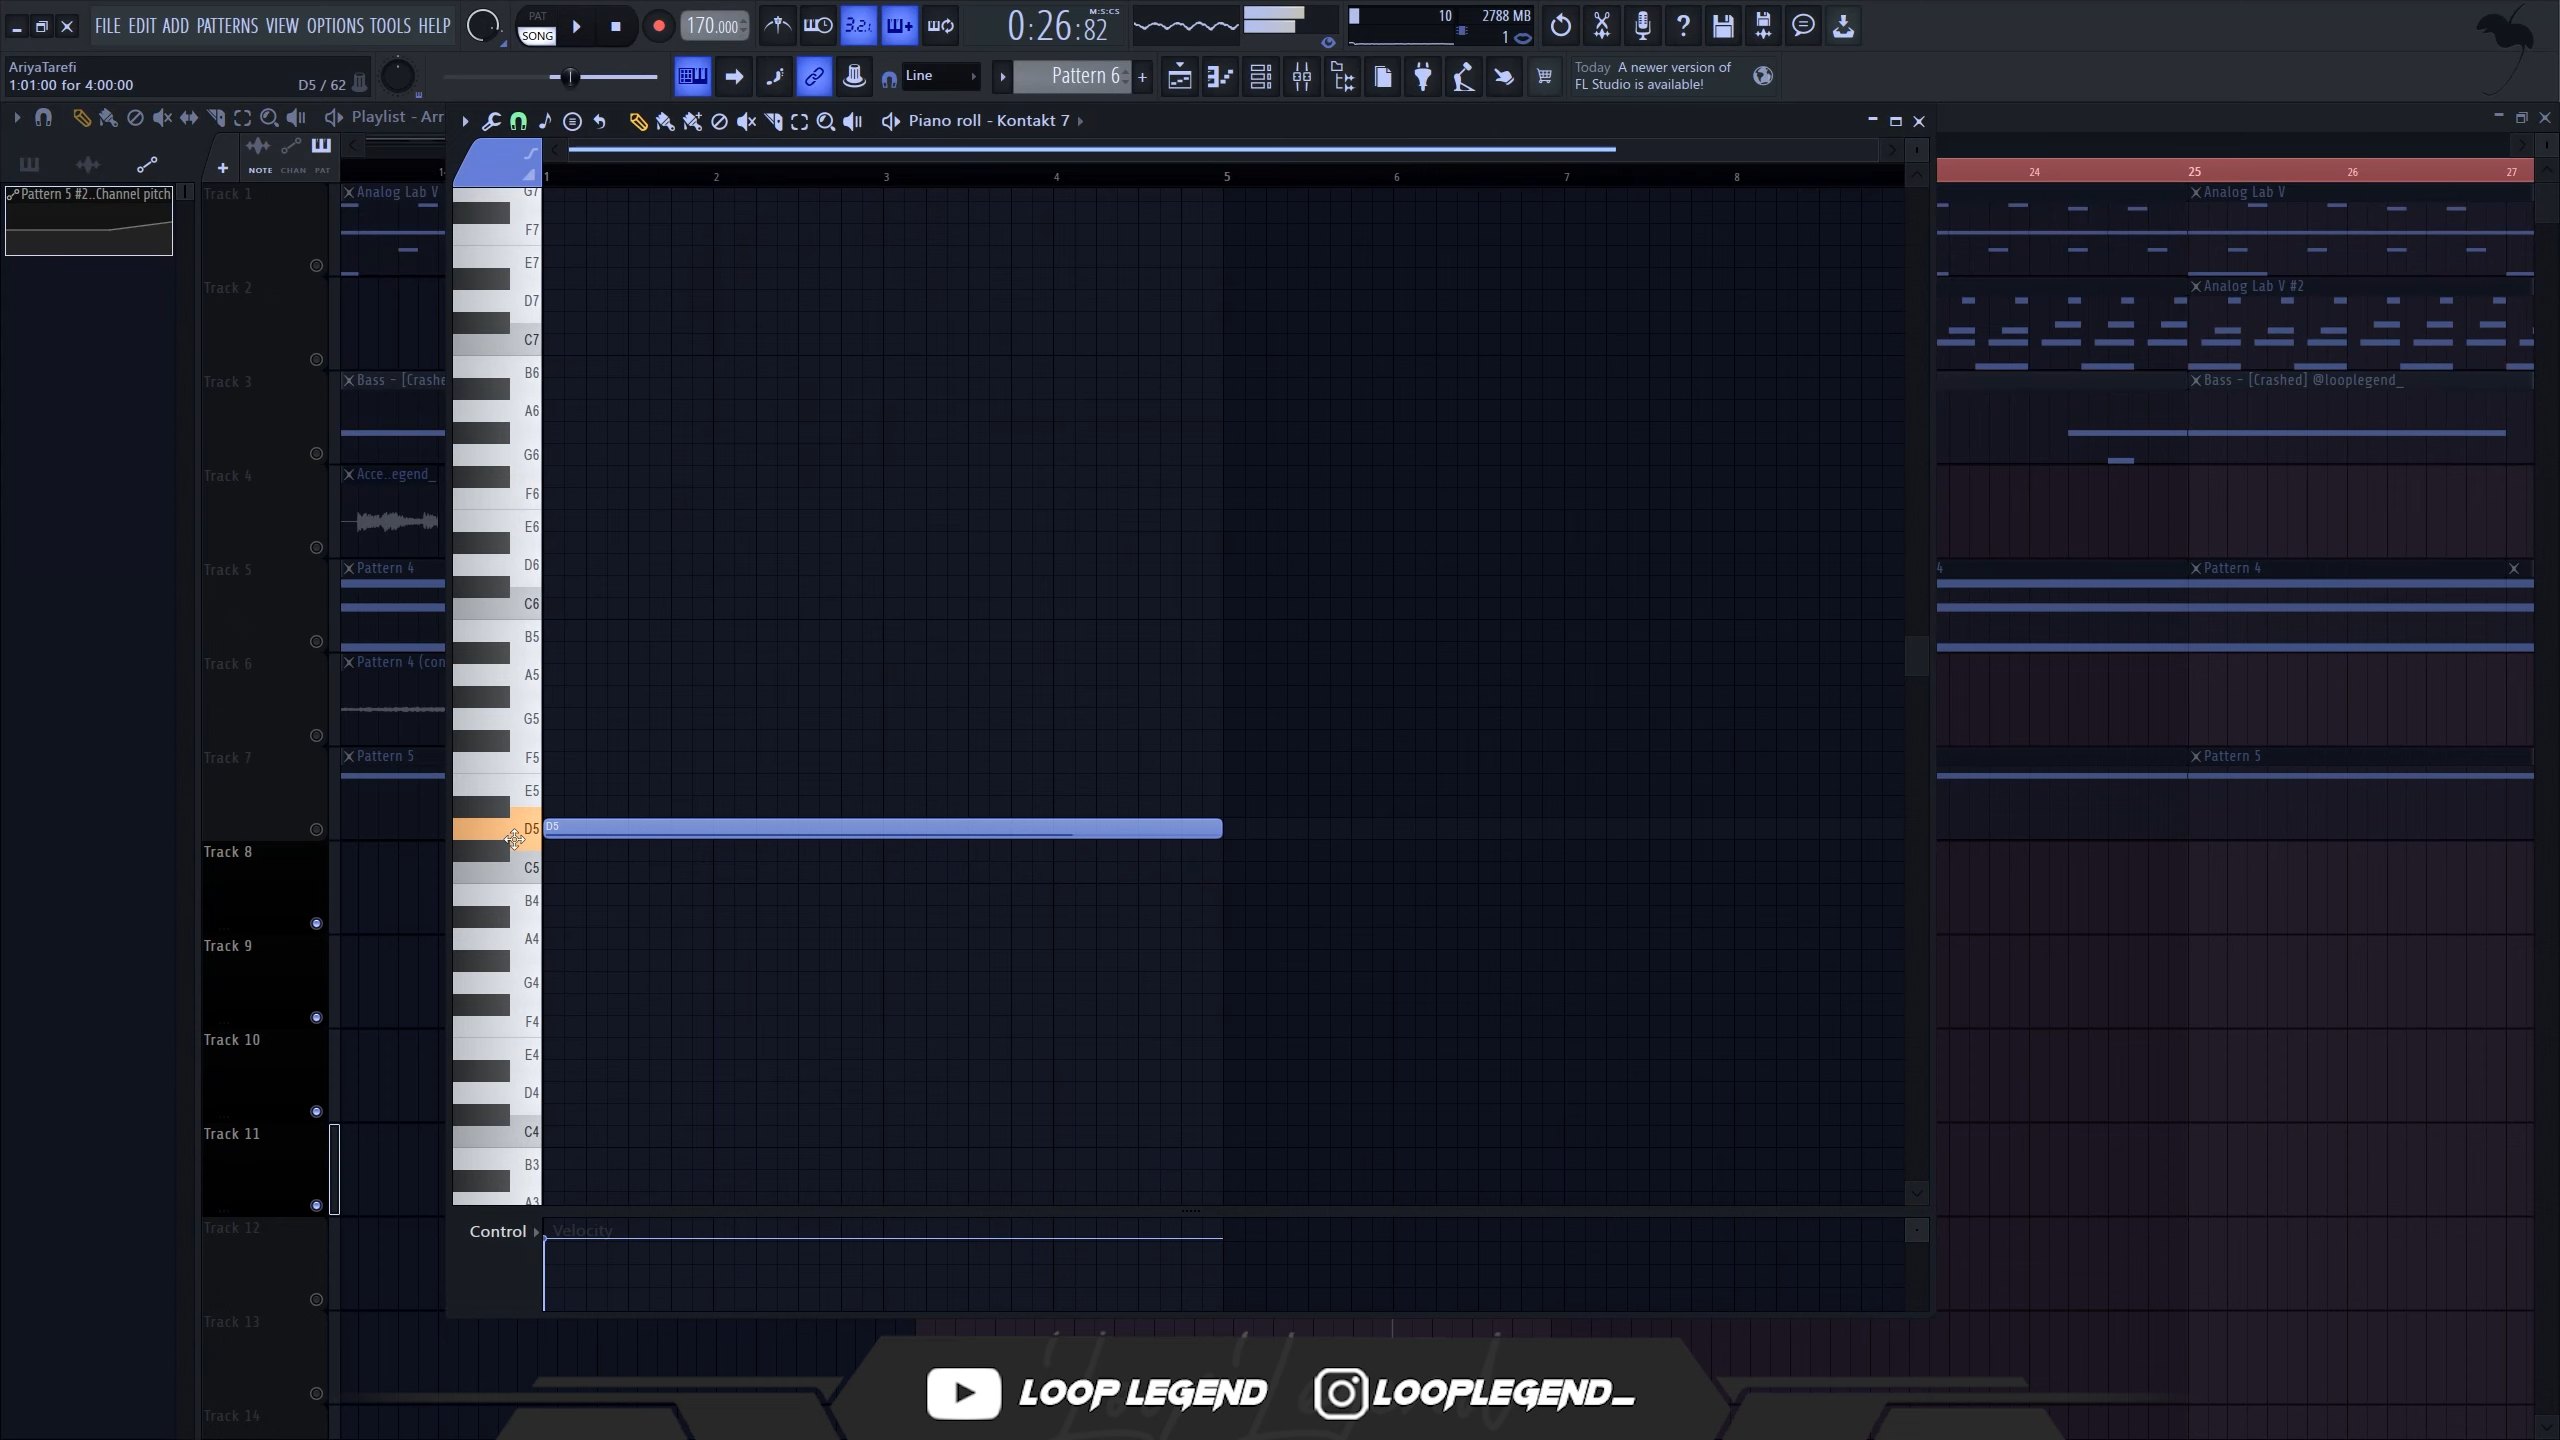 FILE EDIT ADD PATTERNS VIEW OPTIONS TOOLS HELP
PAT
SONG
170.000
3.2.
0:26:82
M:S:CS
10
2788 MB
1
AriyaTarefi
1:01:00 for 4:00:00
D5 / 62
Line
Pattern 6
+
Today A newer version of
FL Studio is available!
Playlist - Arr
Piano roll - Kontakt 7
NOTE CHAN PAT
Pattern 5 #2..Channel pitch
1 2 3 4 5 6 7 8
24 25 26 27
Track 1
Track 2
Track 3
Track 4
Track 5
Track 6
Track 7
Track 8
Track 9
Track 10
Track 11
Track 12
Track 13
Track 14
Analog Lab V
Bass - [Crashe
Acce..egend_
Pattern 4
Pattern 4 (con
Pattern 5
G7
F7
E7
D7
C7
B6
A6
G6
F6
E6
D6
C6
B5
A5
G5
F5
E5
D5
D5
C5
B4
A4
G4
F4
E4
D4
C4
B3
A3
Control
Velocity
Analog Lab V
Analog Lab V #2
Bass - [Crashed] @looplegend_
4
Pattern 4
Pattern 5
LOOP LEGEND
LOOPLEGEND_